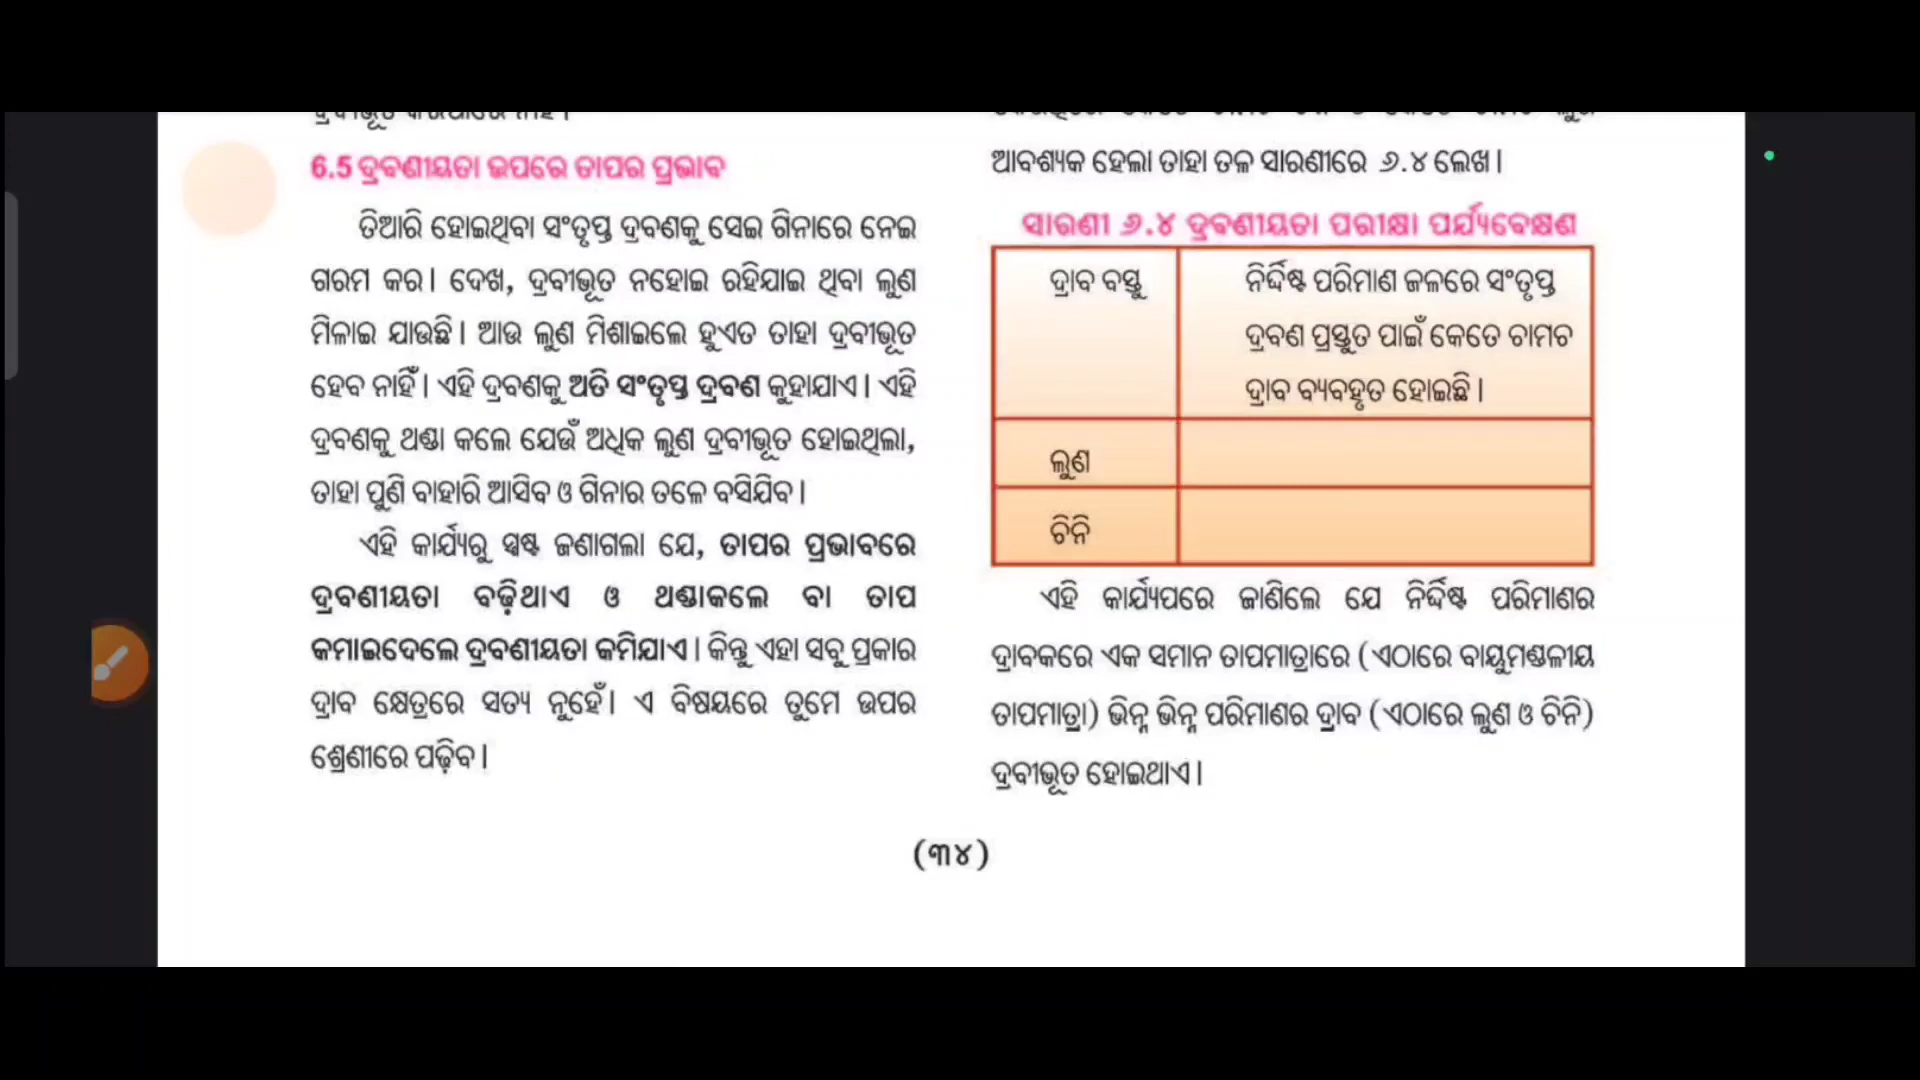 6.5 ଦ୍ରବଣୀୟତା ଉପରେ ତାପର ପ୍ରଭାବ
ତିଆରି ହୋଇଥିବା ସଂତୃପ୍ତ ଦ୍ରବଣକୁ ସେଇ ଗିନାରେ ନେଇ
ଗରମ କର। ଦେଖ, ଦ୍ରବୀଭୂତ ନହୋଇ ରହିଯାଇ ଥିବା ଲୁଣ
ମିଳାଇ ଯାଉଛି। ଆଉ ଲୁଣ ମିଶାଇଲେ ହୁଏତ ତାହା ଦ୍ରବୀଭୂତ
ହେବ ନାହିଁ। ଏହି ଦ୍ରବଣକୁ ଅତି ସଂତୃପ୍ତ ଦ୍ରବଣ କୁହାଯାଏ। ଏହି
ଦ୍ରବଣକୁ ଥଣ୍ଡା କଲେ ଯେଉଁ ଅଧିକ ଲୁଣ ଦ୍ରବୀଭୂତ ହୋଇଥିଲା,
ତାହା ପୁଣି ବାହାରି ଆସିବ ଓ ଗିନାର ତଳେ ବସିଯିବ।
ଏହି କାର୍ଯ୍ୟରୁ ସ୍ପଷ୍ଟ ଜଣାଗଲା ଯେ, ତାପର ପ୍ରଭାବରେ
ଦ୍ରବଣୀୟତା ବଢ଼ିଥାଏ ଓ ଥଣ୍ଡାକଲେ ବା ତାପ
କମାଇଦେଲେ ଦ୍ରବଣୀୟତା କମିଯାଏ। କିନ୍ତୁ ଏହା ସବୁ ପ୍ରକାର
ଦ୍ରାବ କ୍ଷେତ୍ରରେ ସତ୍ୟ ନୁହେଁ। ଏ ବିଷୟରେ ତୁମେ ଉପର
ଶ୍ରେଣୀରେ ପଢ଼ିବ।
ଆବଶ୍ୟକ ହେଲା ତାହା ତଳ ସାରଣୀରେ ୬.୪ ଲେଖ।
ସାରଣୀ ୬.୪ ଦ୍ରବଣୀୟତା ପରୀକ୍ଷା ପର୍ଯ୍ୟବେକ୍ଷଣ
ଦ୍ରାବ ବସ୍ତୁ
ନିର୍ଦ୍ଦିଷ୍ଟ ପରିମାଣ ଜଳରେ ସଂତୃପ୍ତ
ଦ୍ରବଣ ପ୍ରସ୍ତୁତ ପାଇଁ କେତେ ଚାମଚ
ଦ୍ରାବ ବ୍ୟବହୃତ ହୋଇଛି।
ଲୁଣ
ଚିନି
ଏହି କାର୍ଯ୍ୟପରେ ଜାଣିଲେ ଯେ ନିର୍ଦ୍ଦିଷ୍ଟ ପରିମାଣର
ଦ୍ରାବକରେ ଏକ ସମାନ ତାପମାତ୍ରାରେ (ଏଠାରେ ବାୟୁମଣ୍ଡଳୀୟ
ତାପମାତ୍ରା) ଭିନ୍ନ ଭିନ୍ନ ପରିମାଣର ଦ୍ରାବ (ଏଠାରେ ଲୁଣ ଓ ଚିନି)
ଦ୍ରବୀଭୂତ ହୋଇଥାଏ।
(୩୪)